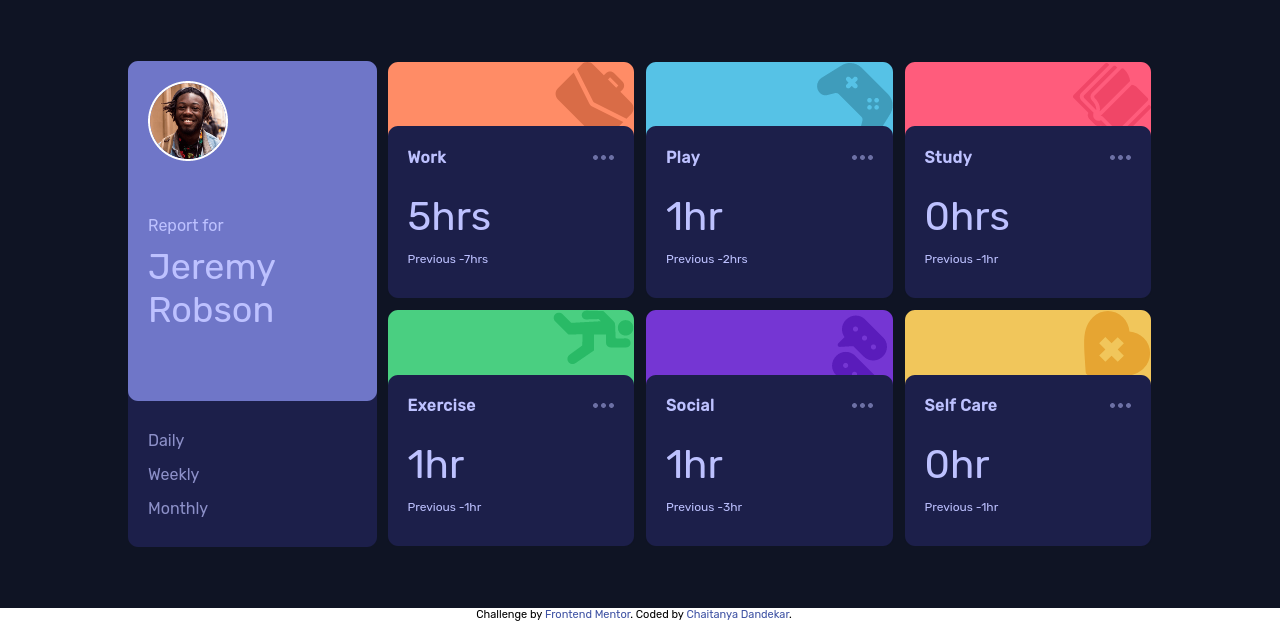 Report for
Jeremy
Robson
Daily
Weekly
Monthly
Work
5hrs
Previous -7hrs
Play
1hr
Previous -2hrs
Study
0hrs
Previous -1hr
Exercise
1hr
Previous -1hr
Social
1hr
Previous -3hr
Self Care
0hr
Previous -1hr
Challenge by Frontend Mentor. Coded by Chaitanya Dandekar.